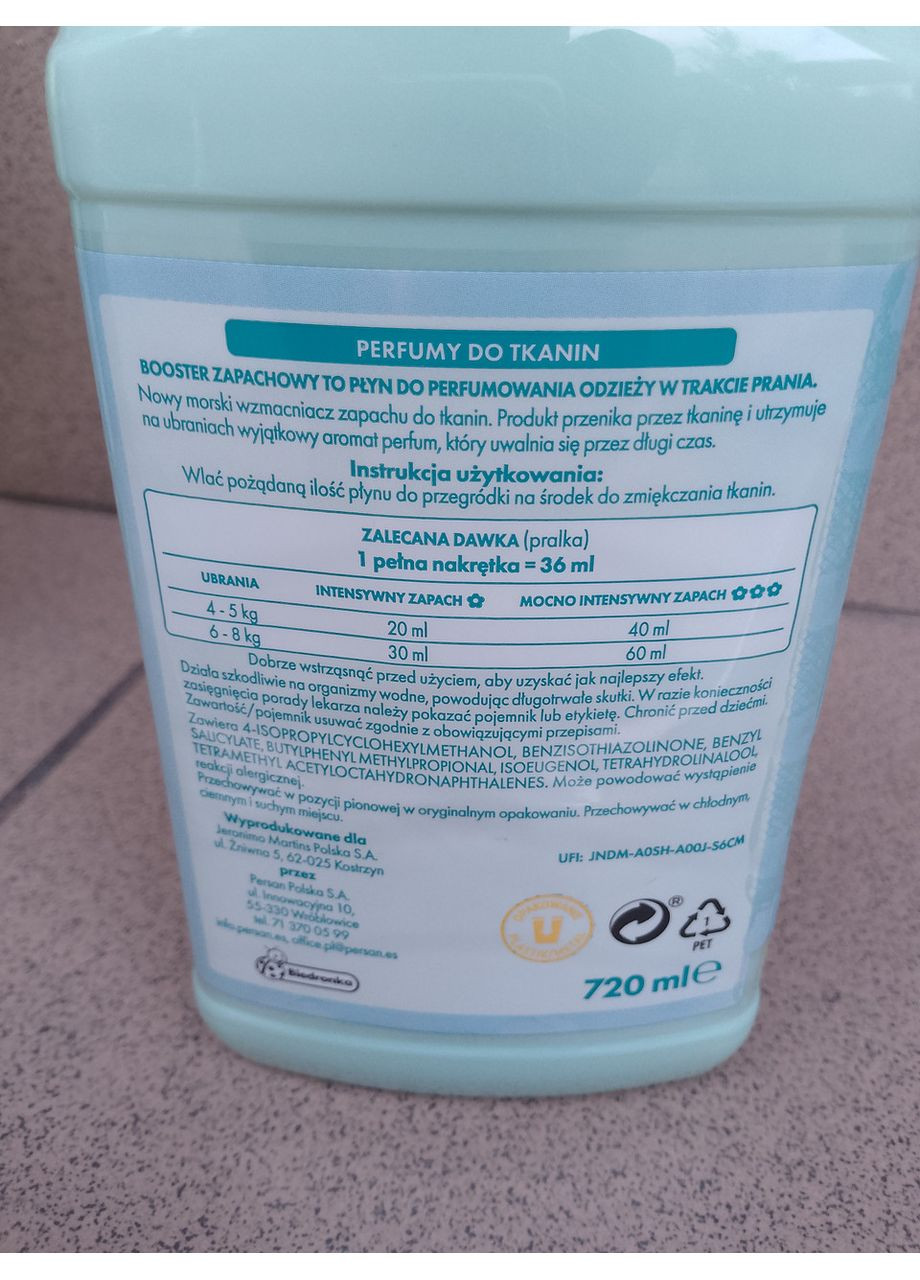 PERFUMY DO TKANIN
BOOSTER ZAPACHOWY TO PŁYN DO PERFUMOWANIA ODZIEŻY W TRAKCIE PRANIA.
Nowy morski wzmacniacz zapachu do tkanin. Produkt przenika przez tkaninę i utrzymuje
na ubraniach wyjątkowy aromat perfum, który uwalnia się przez długi czas.
Instrukcja użytkowania:
Wlać pożądaną ilość płynu do przegródki na środek do zmiękczania tkanin.
ZALECANA DAWKA (pralka)
1 pełna nakrętka = 36 ml
UBRANIA INTENSYWNY ZAPACH MOCNO INTENSYWNY ZAPACH
4 - 5 kg 20 ml 40 ml
6 - 8 kg 30 ml 60 ml
Dobrze wstrząsnąć przed użyciem, aby uzyskać jak najlepszy efekt.
Działa szkodliwie na organizmy wodne, powodując długotrwałe skutki. W razie konieczności
zasięgnięcia porady lekarza należy pokazać pojemnik lub etykietę. Chronić przed dziećmi.
Zawartość/pojemnik usuwać zgodnie z obowiązującymi przepisami.
Zawiera 4-ISOPROPYLCYCLOHEXYLMETHANOL, BENZISOTHIAZOLINONE, BENZYL
SALICYLATE, BUTYLPHENYL METHYLPROPIONAL, ISOEUGENOL, TETRAHYDROLINALOOL,
TETRAMETHYL ACETYLOCTAHYDRONAPHTHALENES. Może powodować wystąpienie
reakcji alergicznej.
Przechowywać w pozycji pionowej w oryginalnym opakowaniu. Przechowywać w chłodnym,
ciemnym i suchym miejscu.
Wyprodukowane dla
Jeronimo Martins Polska S.A.
ul. Żniwna 5, 62-025 Kostrzyn
przez
Persan Polska S.A.
ul. Innowacyjna 10,
55-330 Wróblowice
tel. 71 370 05 99
info.persan.es, office.pl@persan.es
UFI: JNDM-A0SH-A00J-S6CM
OPAKOWANIE
U
PLASTIK/METAL
®
1
PET
Biedronka
720 ml e